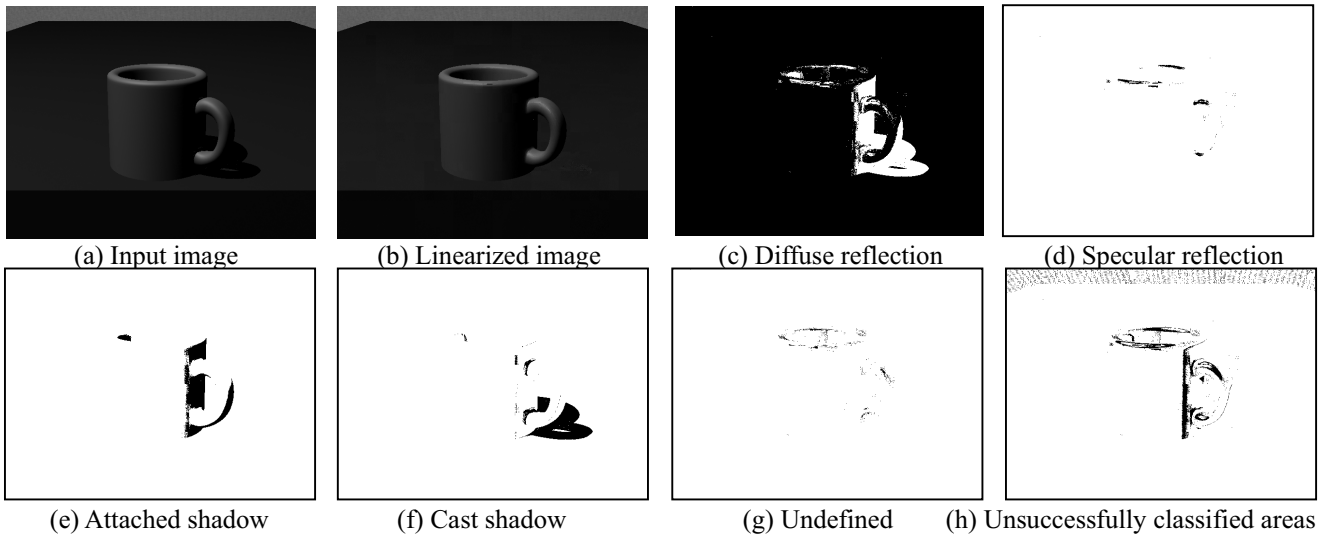 (a) Input image
(b) Linearized image
(c) Diffuse reflection
(d) Specular reflection
(e) Attached shadow
(f) Cast shadow
(g) Undefined
(h) Unsuccessfully classified areas